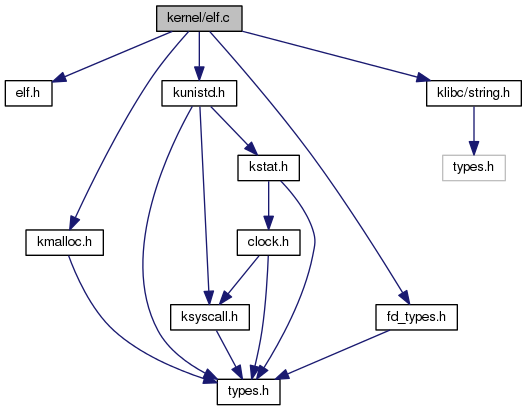 kernel/elf.c
elf.h
kunistd.h
klibc/string.h
kstat.h
types.h
kmalloc.h
clock.h
ksyscall.h
fd_types.h
types.h